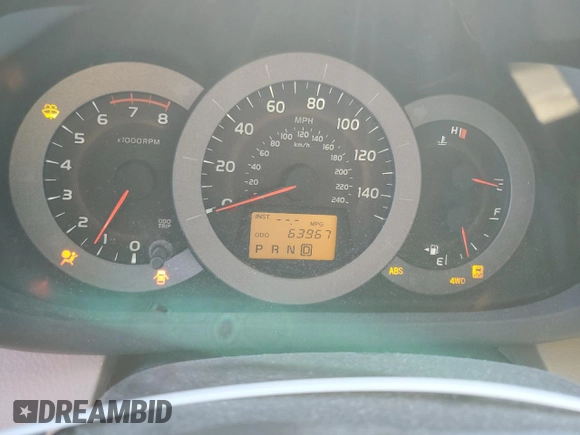 6 7 8
5
4
3
2
1
0
x1000RPM
ODO
TRIP
0 20 40 60 80 100 120 140
MPH
20 40 60 80 100 120 140
km/h
160
180
200
220
240
INST --- MPG
ODO 63967
P R N D
H
C
F
E
ABS
4WD
DREAMBID